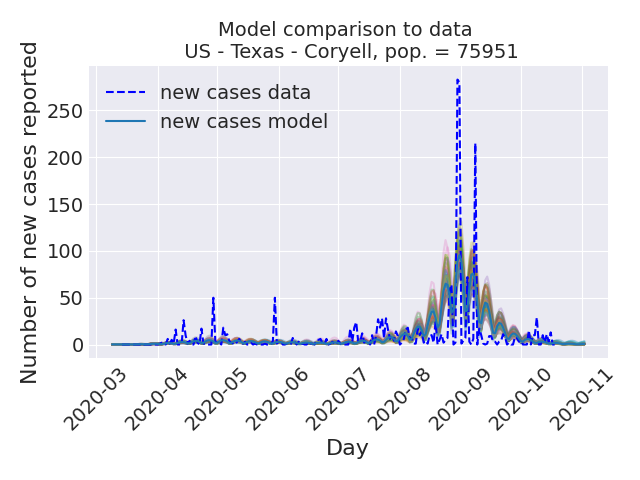 Model comparison to data
US - Texas - Coryell, pop. = 75951
Number of new cases reported
250
200
150
100
50
0
new cases data
new cases model
2020-03
2020-04
2020-05
2020-06
2020-07
2020-08
2020-09
2020-10
2020-11
Day